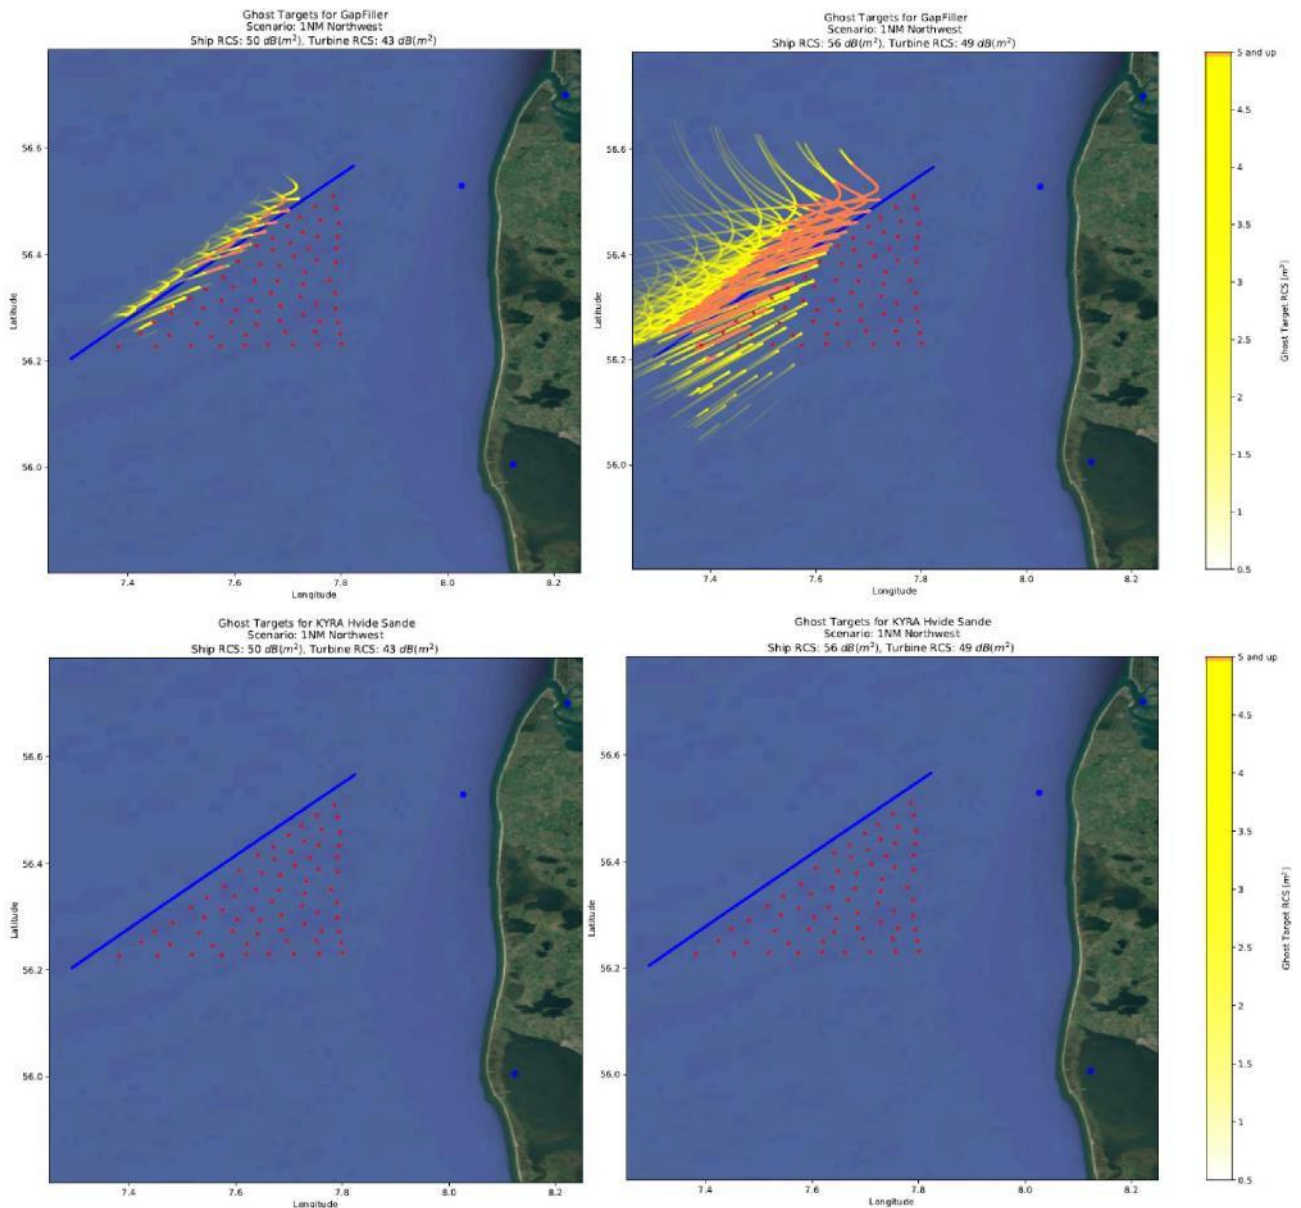 Ghost Targets for GapFiller
Scenario: 1NM Northwest
Ship RCS: 50 dB(m²), Turbine RCS: 43 dB(m²)
56.6
56.4
56.2
56.0
Latitude
7.4 7.6 7.8 8.0 8.2
Longitude
Ghost Targets for GapFiller
Scenario: 1NM Northwest
Ship RCS: 56 dB(m²), Turbine RCS: 49 dB(m²)
56.6
56.4
56.2
56.0
Latitude
7.4 7.6 7.8 8.0 8.2
Longitude
5 and up
4.5
4
3.5
3
2.5
2
1.5
1
0.5
Ghost Target RCS [m²]
Ghost Targets for KYRA Hvide Sande
Scenario: 1NM Northwest
Ship RCS: 50 dB(m²), Turbine RCS: 43 dB(m²)
56.6
56.4
56.2
56.0
Latitude
7.4 7.6 7.8 8.0 8.2
Longitude
Ghost Targets for KYRA Hvide Sande
Scenario: 1NM Northwest
Ship RCS: 56 dB(m²), Turbine RCS: 49 dB(m²)
56.6
56.4
56.2
56.0
Latitude
7.4 7.6 7.8 8.0 8.2
Longitude
5 and up
4.5
4
3.5
3
2.5
2
1.5
1
0.5
Ghost Target RCS [m²]